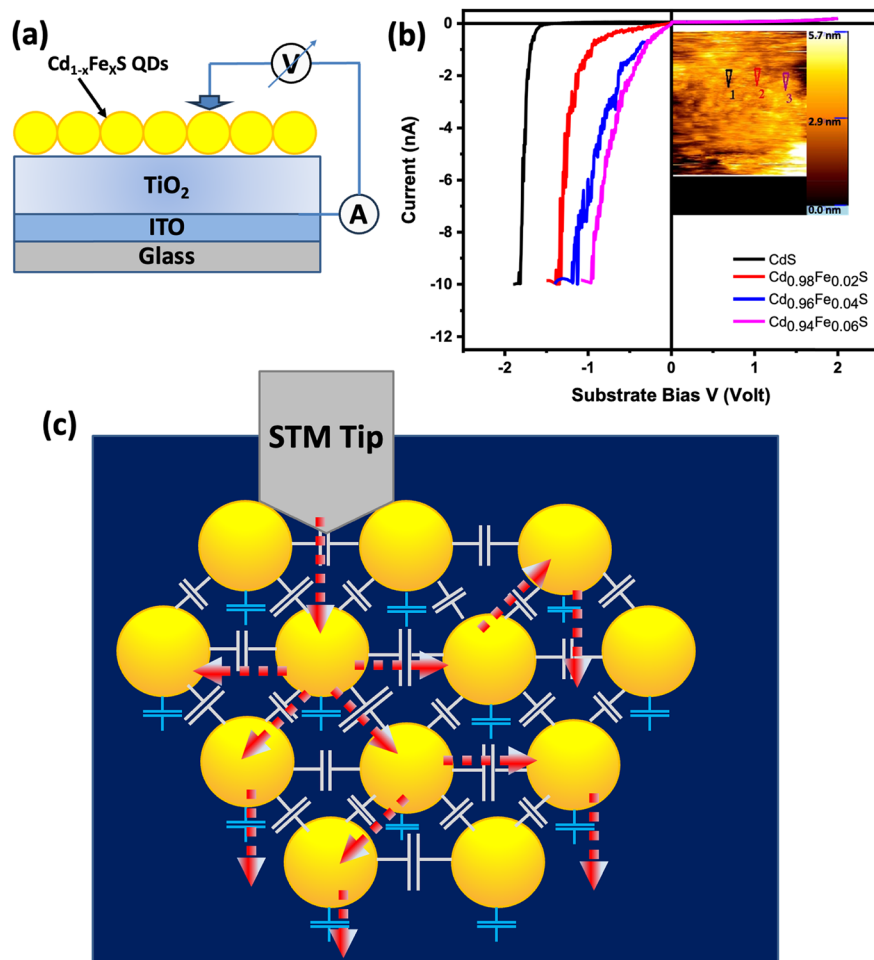 (a)
Cd₁₋ₓFeₓS QDs
V
TiO₂
A
ITO
Glass
(b)
0
-2
-4
-6
-8
-10
-12
Current (nA)
-2
-1
0
1
2
Substrate Bias V (Volt)
5.7 nm
2.9 nm
0.0 nm
1
2
3
CdS
Cd₀.₉₈Fe₀.₀₂S
Cd₀.₉₆Fe₀.₀₄S
Cd₀.₉₄Fe₀.₀₆S
(c)
STM Tip